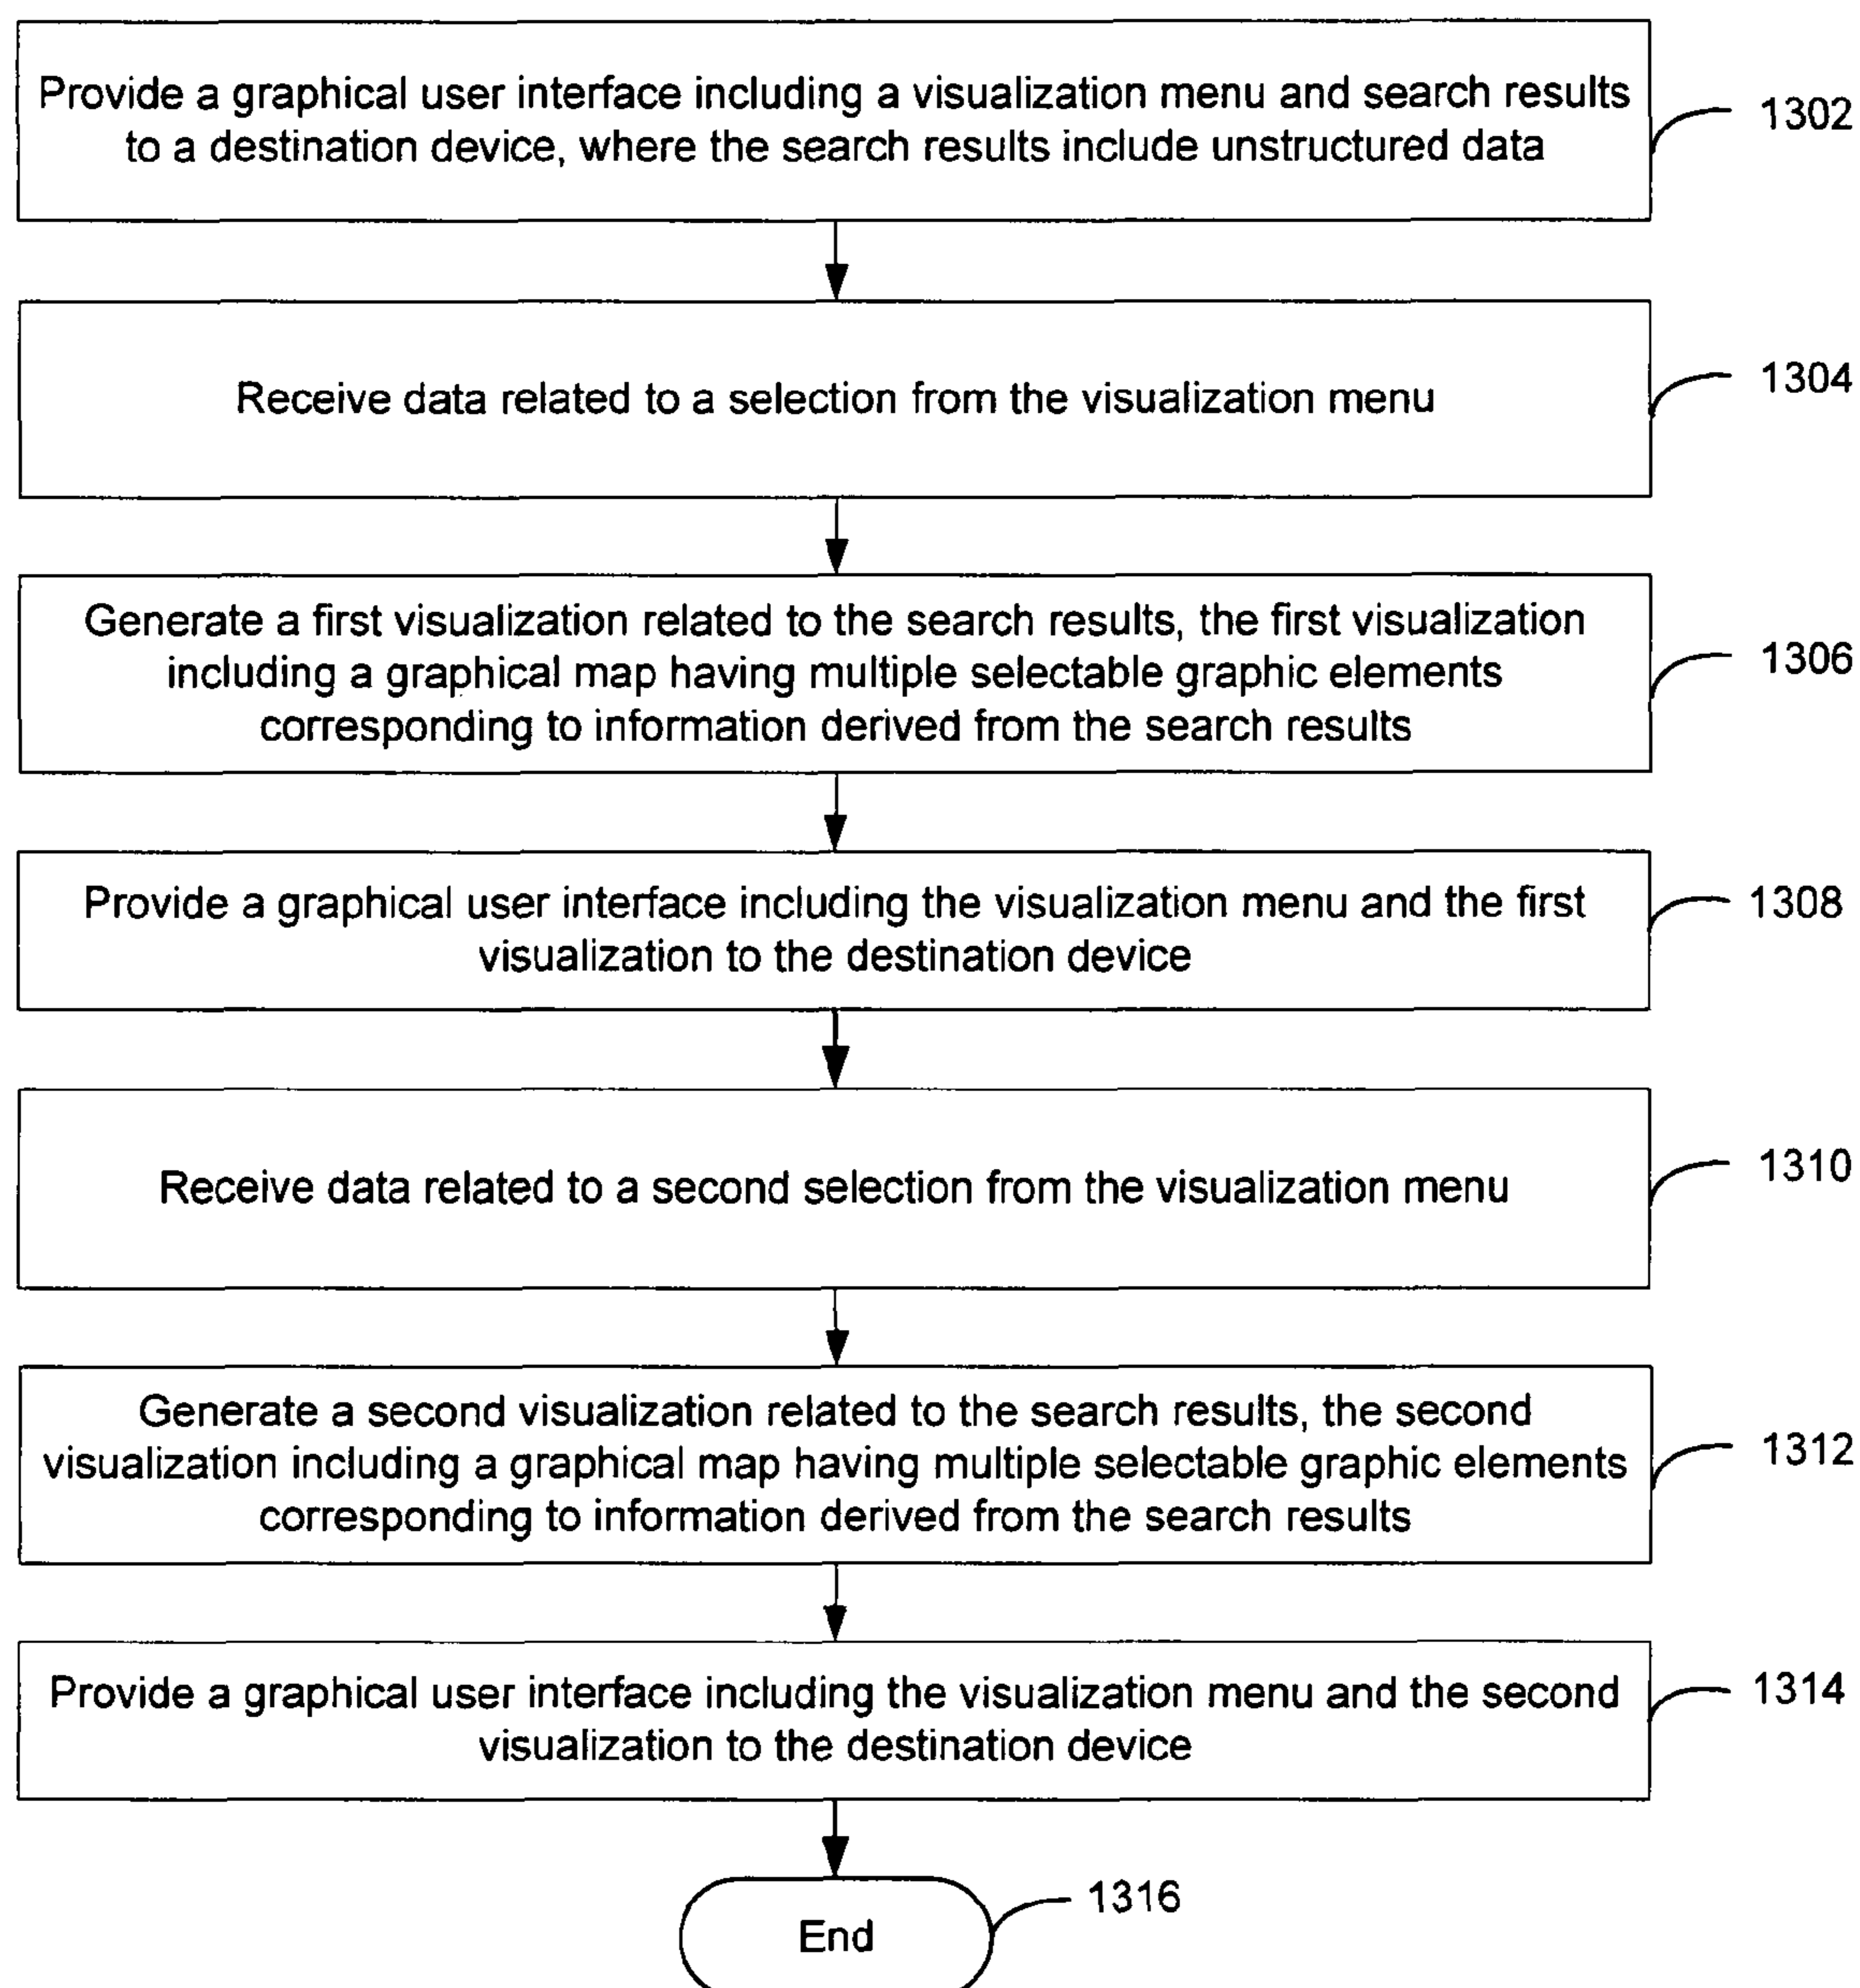 Provide a graphical user interface including a visualization menu and search results
to a destination device, where the search results include unstructured data
1302
Receive data related to a selection from the visualization menu
1304
Generate a first visualization related to the search results, the first visualization
including a graphical map having multiple selectable graphic elements
corresponding to information derived from the search results
1306
Provide a graphical user interface including the visualization menu and the first
visualization to the destination device
1308
Receive data related to a second selection from the visualization menu
1310
Generate a second visualization related to the search results, the second
visualization including a graphical map having multiple selectable graphic elements
corresponding to information derived from the search results
1312
Provide a graphical user interface including the visualization menu and the second
visualization to the destination device
1314
End
1316